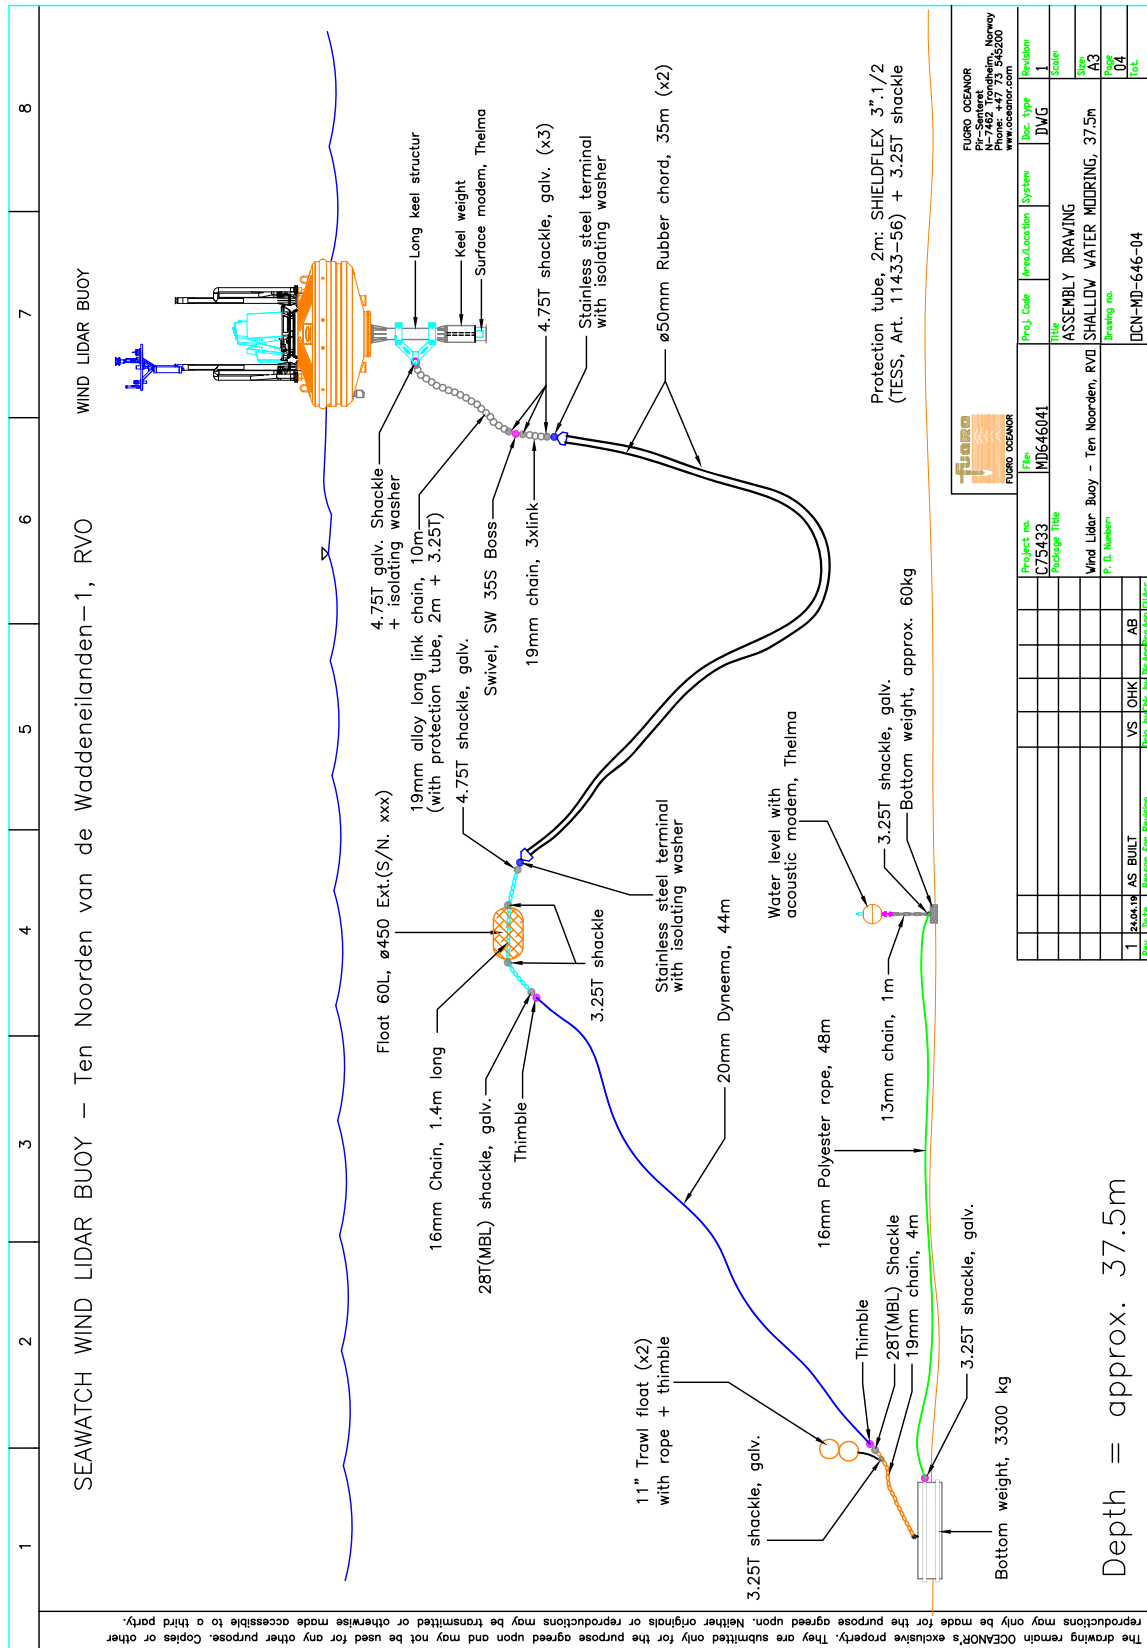 1 2 3 4 5 6 7 8
SEAWATCH WIND LIDAR BUOY – Ten Noorden van de Waddeneilanden–1, RVO
WIND LIDAR BUOY
Long keel structur
Keel weight
Surface modem, Thelma
4.75T galv. Shackle
+ isolating washer
19mm alloy long link chain, 10m
(with protection tube, 2m + 3.25T)
4.75T shackle, galv.
Swivel, SW 35S Boss
19mm chain, 3xlink
4.75T shackle, galv. (x3)
Stainless steel terminal
with isolating washer
ø50mm Rubber chord, 35m (x2)
Float 60L, ø450 Ext.(S/N. xxx)
16mm Chain, 1.4m long
28T(MBL) shackle, galv.
Thimble
3.25T shackle
Stainless steel terminal
with isolating washer
20mm Dyneema, 44m
Water level with
acoustic modem, Thelma
3.25T shackle, galv.
Bottom weight, approx. 60kg
13mm chain, 1m
16mm Polyester rope, 48m
11" Trawl float (x2)
with rope + thimble
3.25T shackle, galv.
Thimble
28T(MBL) Shackle
19mm chain, 4m
3.25T shackle, galv.
Bottom weight, 3300 kg
Protection tube, 2m: SHIELDFLEX 3".1/2
(TESS, Art. 11433–56) + 3.25T shackle
Depth = approx. 37.5m
fugro
FUGRO OCEANOR
FUGRO OCEANOR
Pir–Senteret
N–7462 Trondheim, Norway
Phone: +47 73 545200
www.oceanor.com
Project no. C75433
File: MD646041
Proj. Code
Area/Location
System:
Doc. type DWG
Revision: 1
Package Title
Wind Lidar Buoy – Ten Noorden, RVO
Title
ASSEMBLY DRAWING
SHALLOW WATER MOORING, 37.5m
Scale:
Size: A3
P. O. Number:
Drawing no. OCN-MD-646-04
Page 04
Tot.
1 24.04.19 AS BUILT VS OHK AB
Rev. Date Reason for Revision
The drawing remain OCEANOR's exclusive property. They are submitted only for the purpose agreed upon and may not be used for any other purpose. Copies or other
reproductions may only be made for the purpose agreed upon. Neither originals or reproductions may be transmitted or otherwise made accessible to a third party.